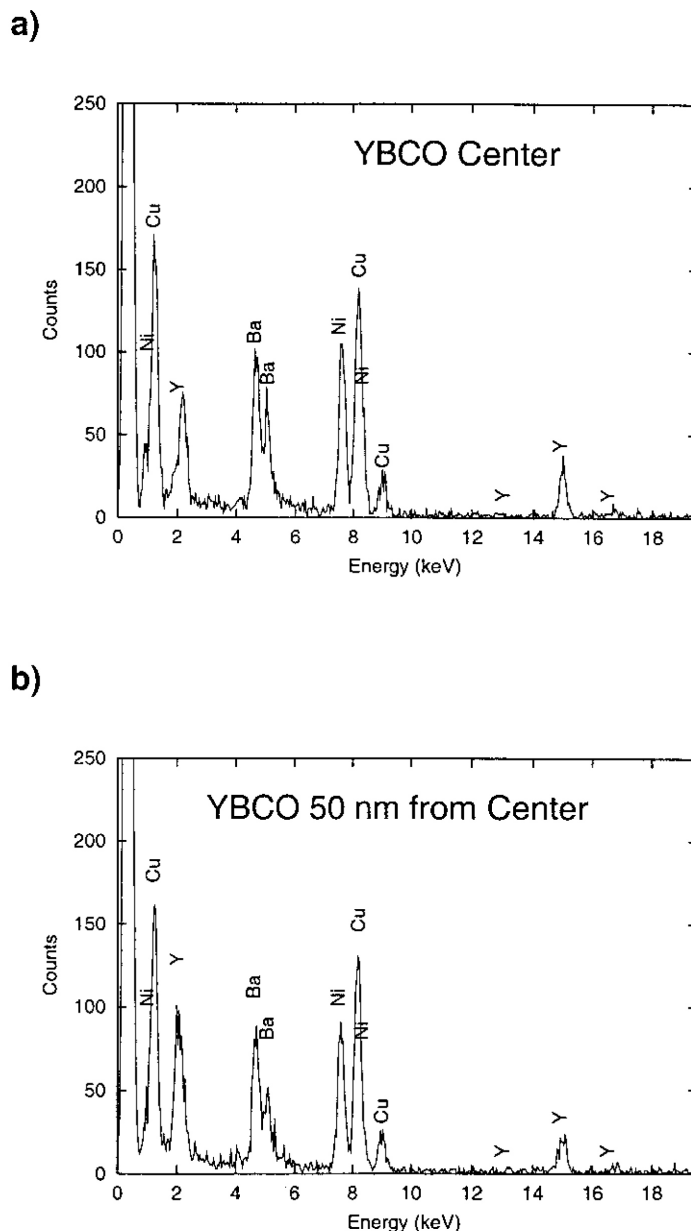 a)
250
200
150
100
50
0
Counts
YBCO Center
Cu
Ni
Y
Ba
Ba
Ni
Cu
Ni
Cu
Y
Y
Y
0 2 4 6 8 10 12 14 16 18
Energy (keV)
b)
250
200
150
100
50
0
Counts
YBCO 50 nm from Center
Cu
Ni
Y
Ba
Ba
Ni
Cu
Ni
Cu
Y
Y
Y
0 2 4 6 8 10 12 14 16 18
Energy (keV)